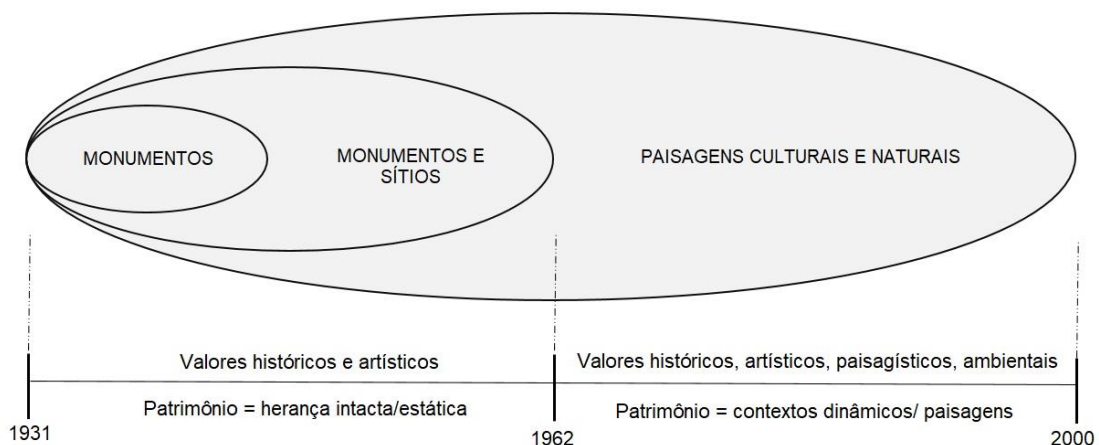 MONUMENTOS
MONUMENTOS E
SÍTIOS
PAISAGENS CULTURAIS E NATURAIS
Valores históricos e artísticos
Valores históricos, artísticos, paisagísticos, ambientais
Patrimônio = herança intacta/estática
Patrimônio = contextos dinâmicos/ paisagens
1931
1962
2000